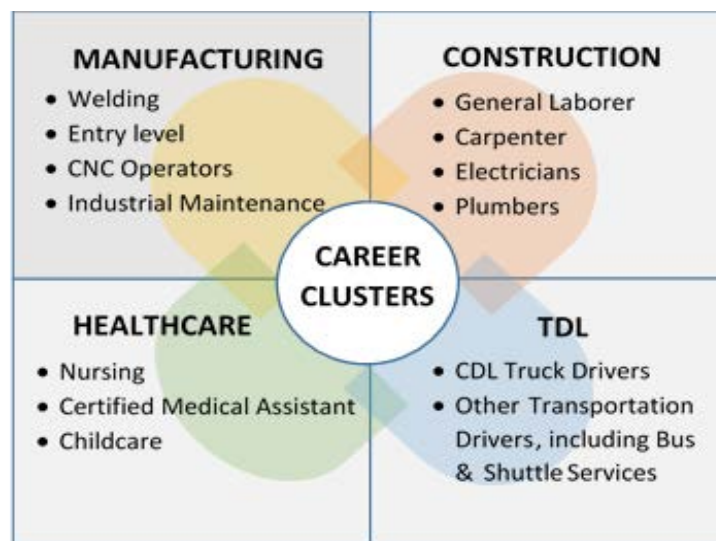 MANUFACTURING
• Welding
• Entry level
• CNC Operators
• Industrial Maintenance
CONSTRUCTION
• General Laborer
• Carpenter
• Electricians
• Plumbers
CAREER
CLUSTERS
HEALTHCARE
• Nursing
• Certified Medical Assistant
• Childcare
TDL
• CDL Truck Drivers
• Other Transportation
Drivers, including Bus
& Shuttle Services